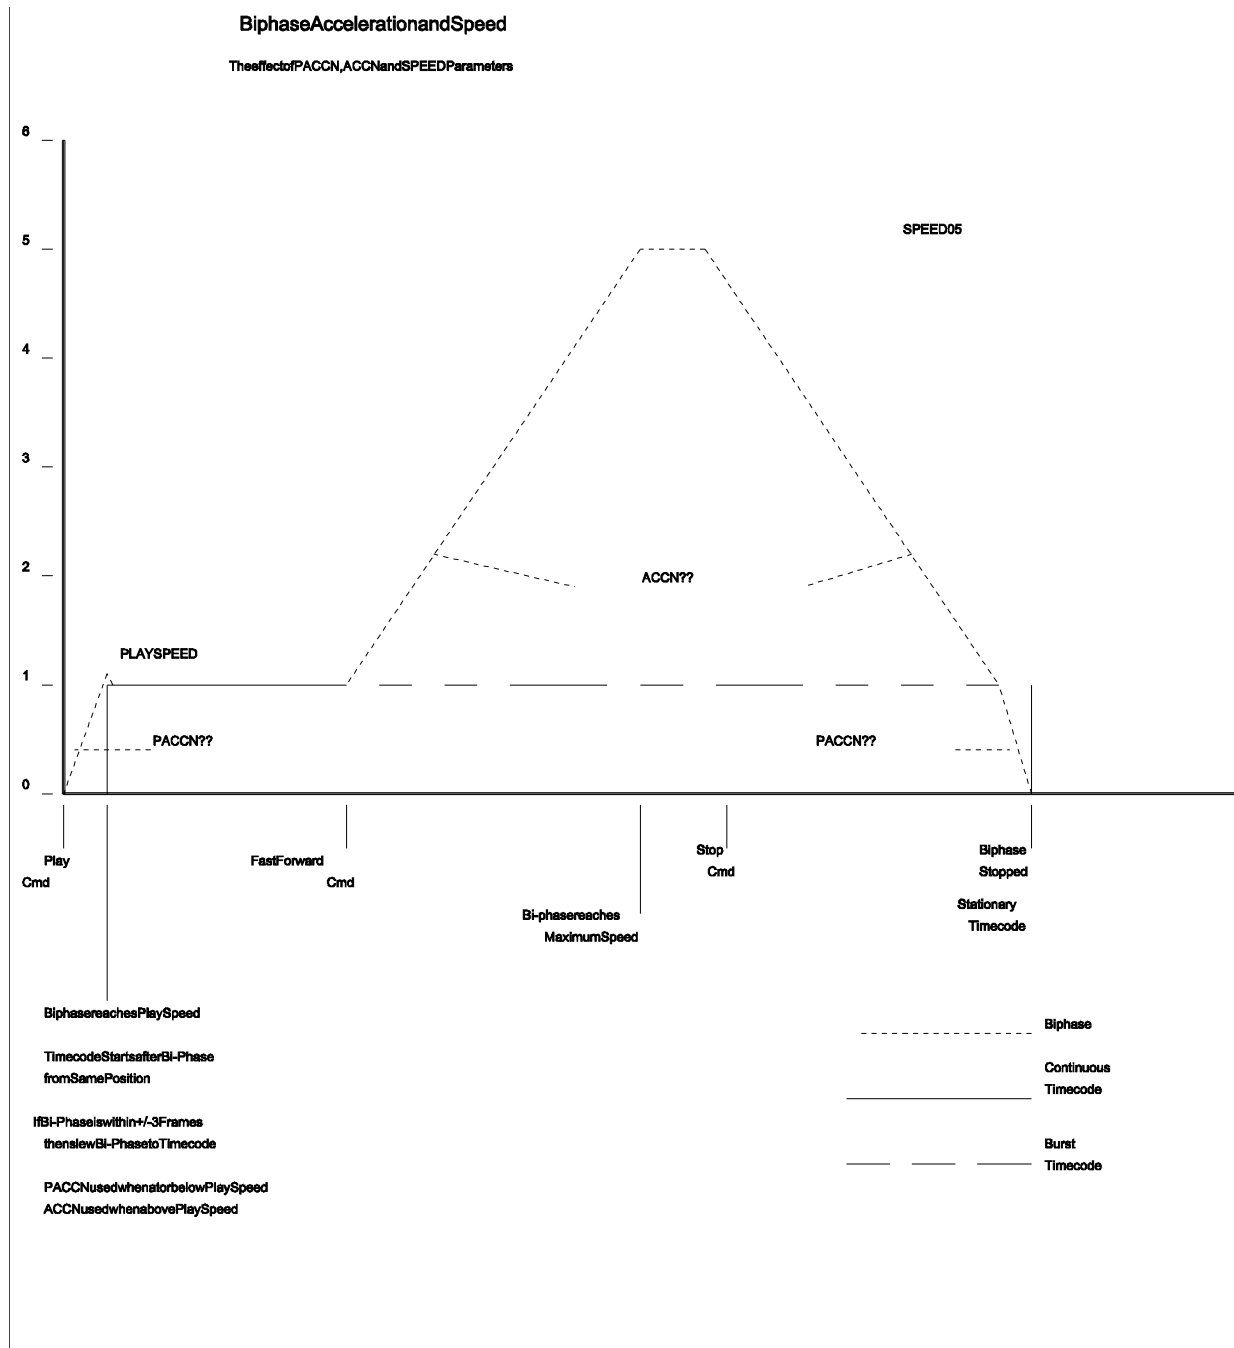 BiphaseAccelerationandSpeed
TheeffectofPACCN,ACCNandSPEEDParameters
6
SPEED05
5
4
3
2
ACCN??
PLAYSPEED
1
PACCN??
PACCN??
0
Play
Cmd
FastForward
Cmd
Stop
Cmd
Biphase
Stopped
Stationary
Timecode
Bi-phasereaches
MaximumSpeed
BiphasereachesPlaySpeed
TimecodeStartsafterBi-Phase
fromSamePosition
IfBi-Phaseiswithin+/-3Frames
thenslewBi-PhasetoTimecode
PACCNusedwhenatorbelowPlaySpeed
ACCNusedwhenabovePlaySpeed
Biphase
Continuous
Timecode
Burst
Timecode